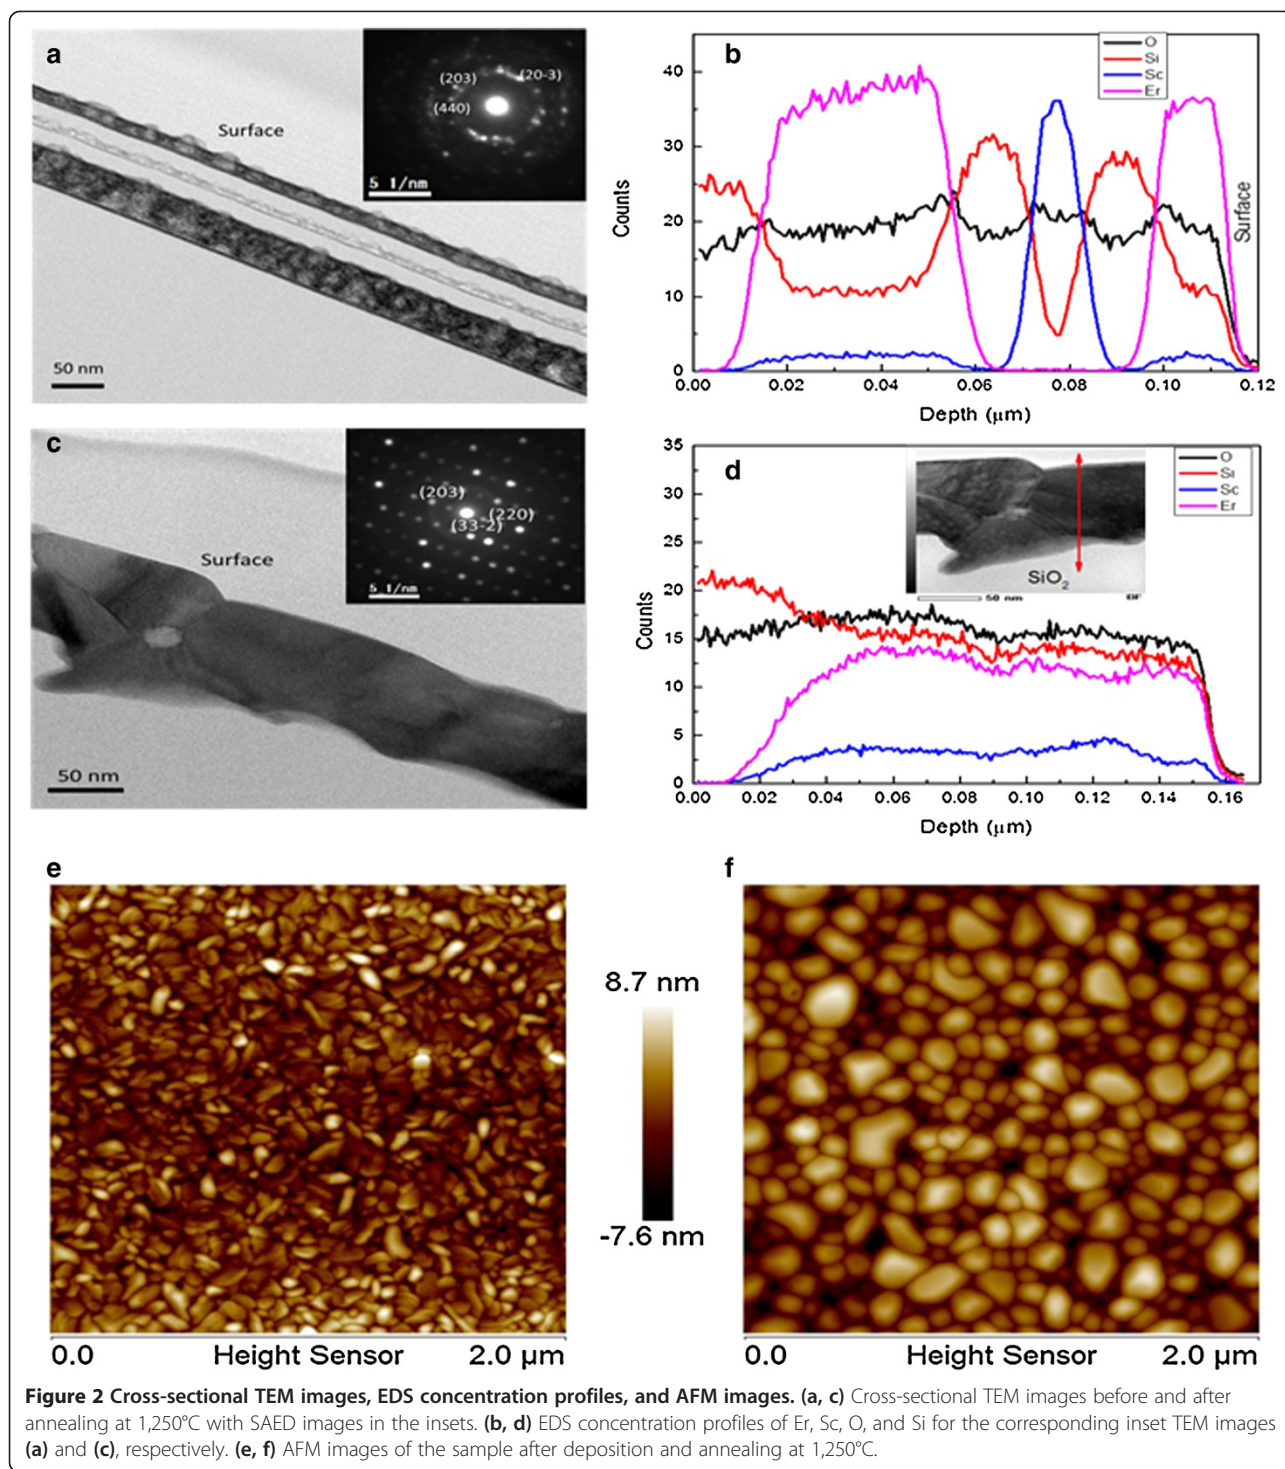 a
Surface
(203)
(20-3)
(440)
5 1/nm
50 nm
b
O
Si
Sc
Er
40
30
20
10
0
Counts
Surface
0.00 0.02 0.04 0.06 0.08 0.10 0.12
Depth (μm)
c
Surface
(203)
(220)
(33-2)
5 1/nm
50 nm
d
O
Si
Sc
Er
35
30
25
20
15
10
5
0
Counts
SiO2
50 nm
BF
0.00 0.02 0.04 0.06 0.08 0.10 0.12 0.14 0.16
Depth (μm)
e
0.0 Height Sensor 2.0 μm
8.7 nm
-7.6 nm
f
0.0 Height Sensor 2.0 μm
Figure 2 Cross-sectional TEM images, EDS concentration profiles, and AFM images. (a, c) Cross-sectional TEM images before and after
annealing at 1,250°C with SAED images in the insets. (b, d) EDS concentration profiles of Er, Sc, O, and Si for the corresponding inset TEM images
(a) and (c), respectively. (e, f) AFM images of the sample after deposition and annealing at 1,250°C.